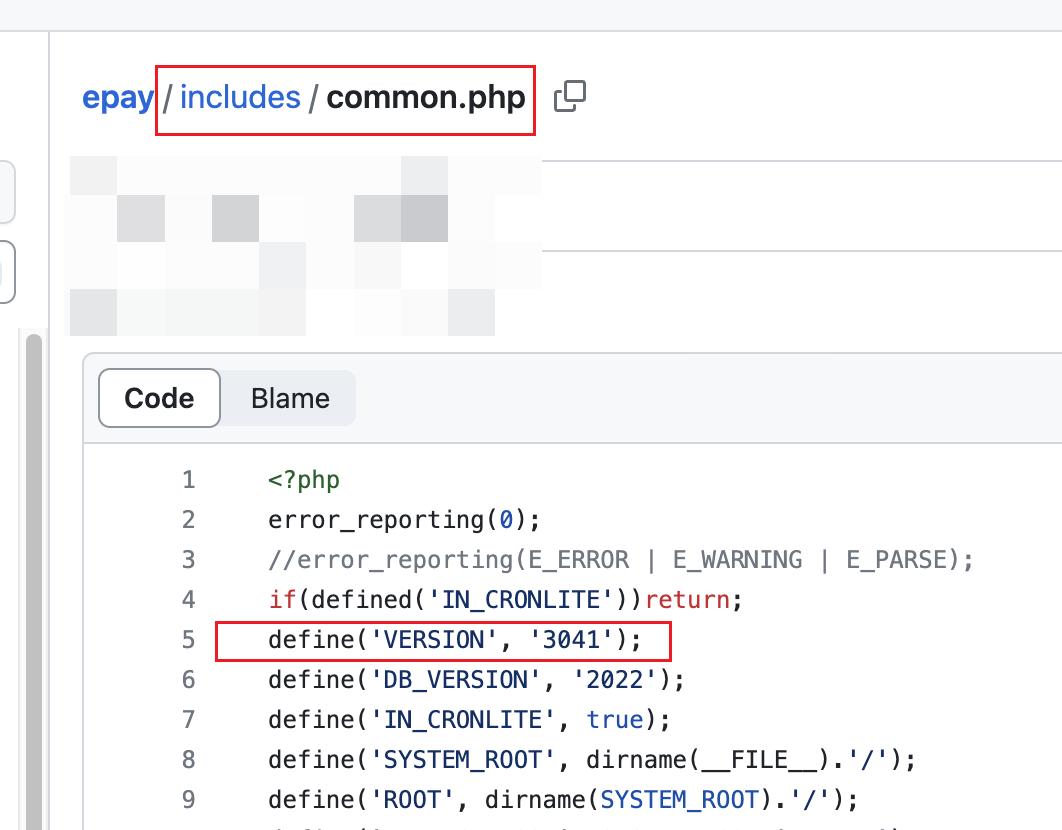 epay / includes / common.php
Code Blame
1 <?php
2 error_reporting(0);
3 //error_reporting(E_ERROR | E_WARNING | E_PARSE);
4 if(defined('IN_CRONLITE'))return;
5 define('VERSION', '3041');
6 define('DB_VERSION', '2022');
7 define('IN_CRONLITE', true);
8 define('SYSTEM_ROOT', dirname(__FILE__).'/');
9 define('ROOT', dirname(SYSTEM_ROOT).'/');